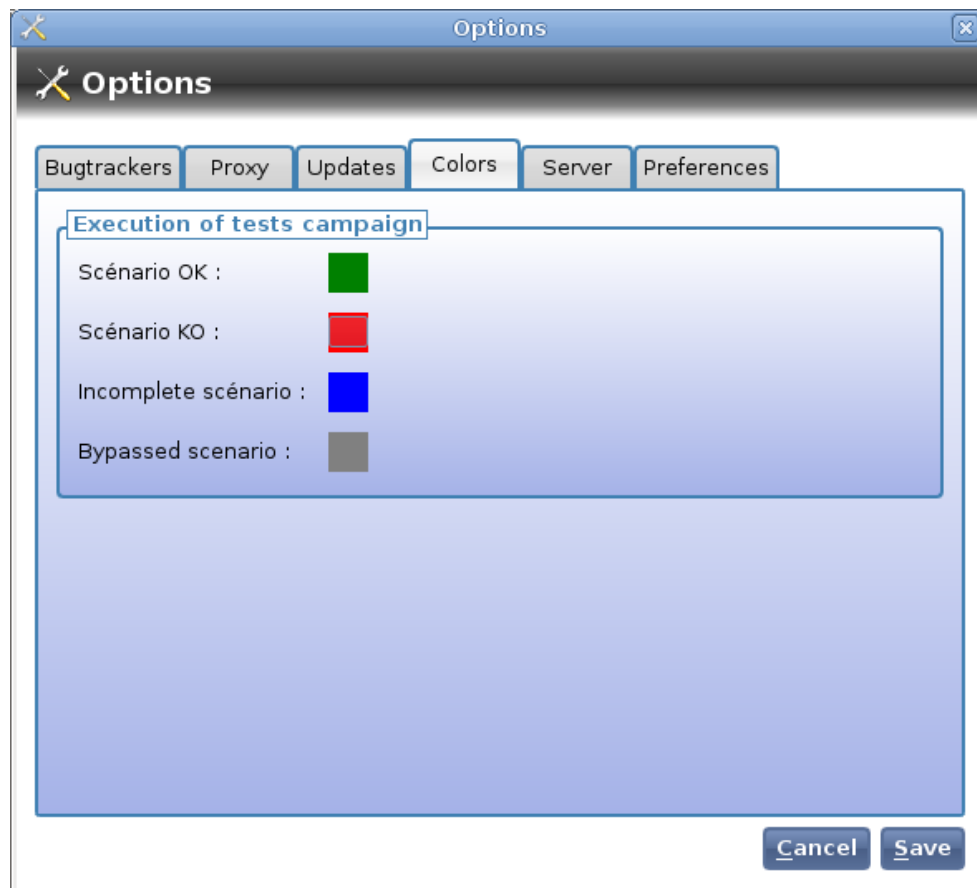 Options
Options
Bugtrackers Proxy Updates Colors Server Preferences
Execution of tests campaign
Scénario OK :
Scénario KO :
Incomplete scénario :
Bypassed scenario :
Cancel Save